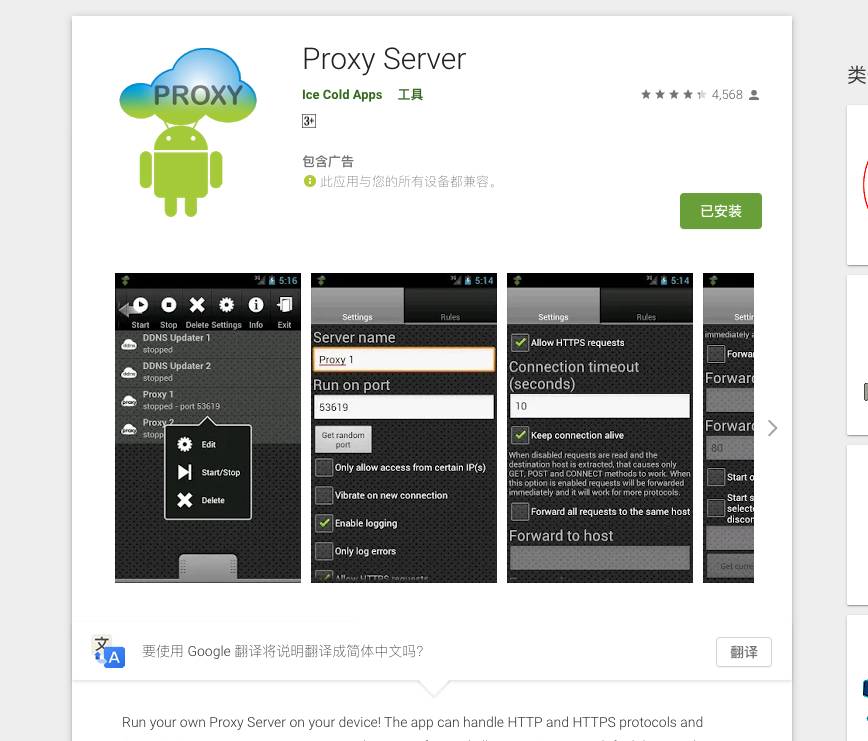 PROXY
Proxy Server
Ice Cold Apps 工具
4,568
3+
包含广告
此应用与您的所有设备都兼容。
已安装
类
5:16
Start Stop Delete Settings Info Exit
DDNS Updater 1
stopped
DDNS Updater 2
stopped
Proxy 1
stopped - port 53619
Proxy 2
Edit
Start/Stop
Delete
5:14
Settings Rules
Server name
Proxy 1
Run on port
53619
Get random
port
Only allow access from certain IP(s)
Vibrate on new connection
Enable logging
Only log errors
Allow HTTPS requests
5:14
Settings Rules
Allow HTTPS requests
Connection timeout
(seconds)
10
Keep connection alive
When disabled requests are read and the
destination host is extracted, that causes only
GET, POST and CONNECT methods to work. When
this option is enabled requests will be forwarded
immediately and it will work for more protocols.
Forward all requests to the same host
Forward to host
Settin
immediately a
Forwar
Forward
Forward
80
Start o
Start s
selecte
discon
Get curre
要使用 Google 翻译将说明翻译成简体中文吗?
翻译
Run your own Proxy Server on your device! The app can handle HTTP and HTTPS protocols and